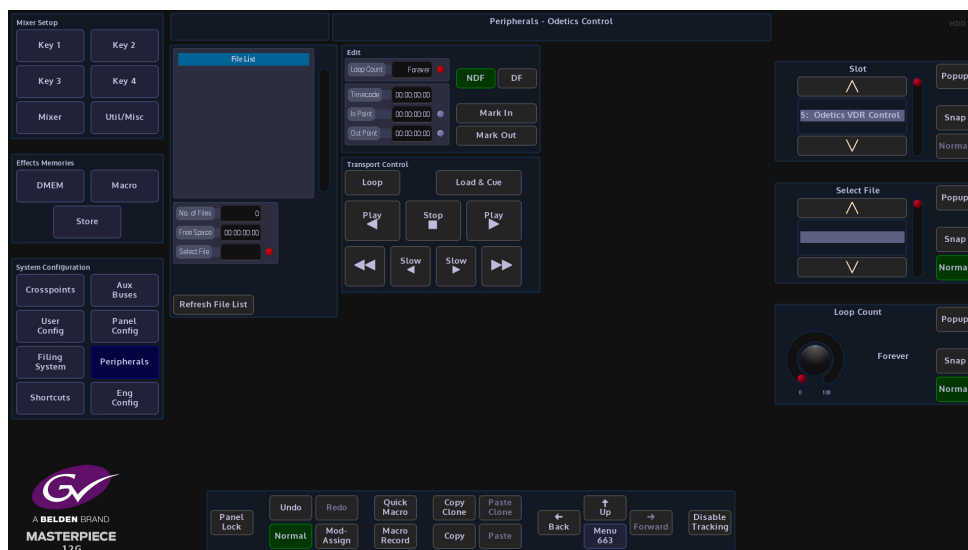 Peripherals - Odetics Control
HDD
Mixer Setup
Key 1
Key 2
Key 3
Key 4
Mixer
Util/Misc
Effects Memories
DMEM
Macro
Store
System Configuration
Crosspoints
Aux
Buses
User
Config
Panel
Config
Filing
System
Peripherals
Shortcuts
Eng
Config
File List
No. of Files
0
Free Space
00:00:00:00
Select File
Refresh File List
Edit
Loop Count
Forever
NDF
DF
Timecode
00:00:00:00
In Point
00:00:00:00
Mark In
Out Point
00:00:00:00
Mark Out
Transport Control
Loop
Load & Cue
Play
Stop
Play
Slow
Slow
Slot
5: Odetics VDR Control
Popup
Snap
Normal
Select File
Popup
Snap
Normal
Loop Count
Forever
0
100
Popup
Snap
Normal
GV
A BELDEN BRAND
MASTERPIECE
12G
Panel
Lock
Undo
Redo
Normal
Mod-
Assign
Quick
Macro
Macro
Record
Copy
Clone
Paste
Clone
Copy
Paste
Back
Up
Menu
663
Forward
Disable
Tracking